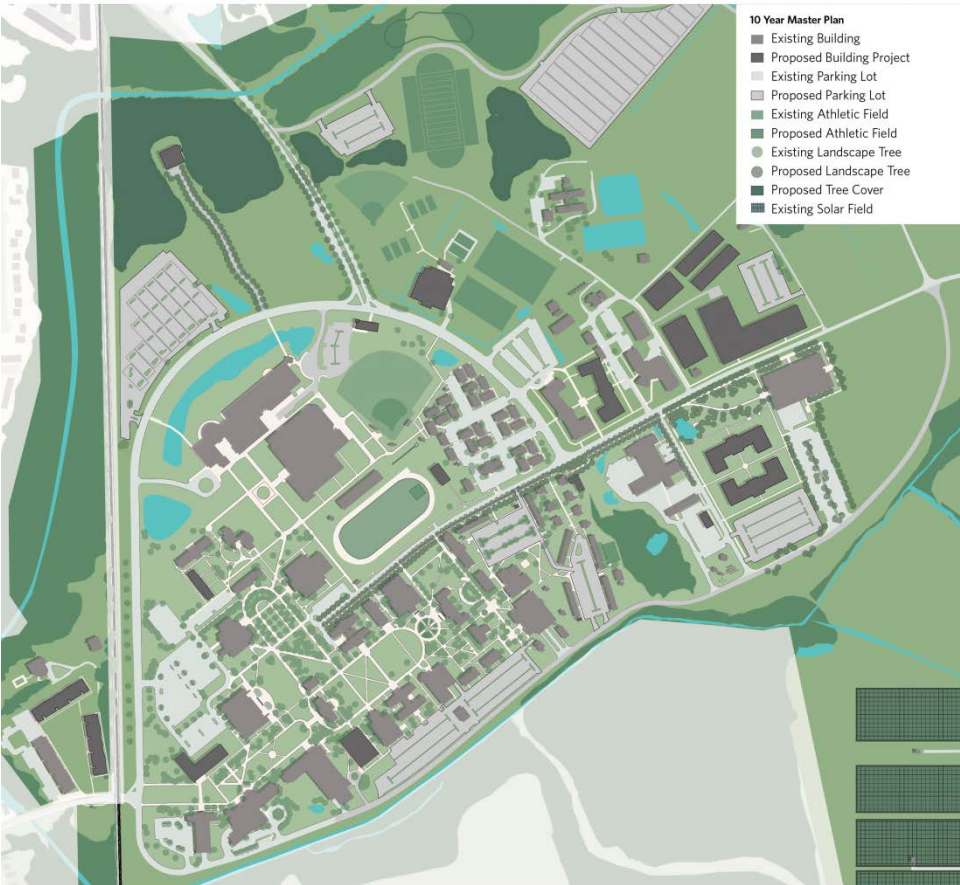 10 Year Master Plan
Existing Building
Proposed Building Project
Existing Parking Lot
Proposed Parking Lot
Existing Athletic Field
Proposed Athletic Field
Existing Landscape Tree
Proposed Landscape Tree
Proposed Tree Cover
Existing Solar Field